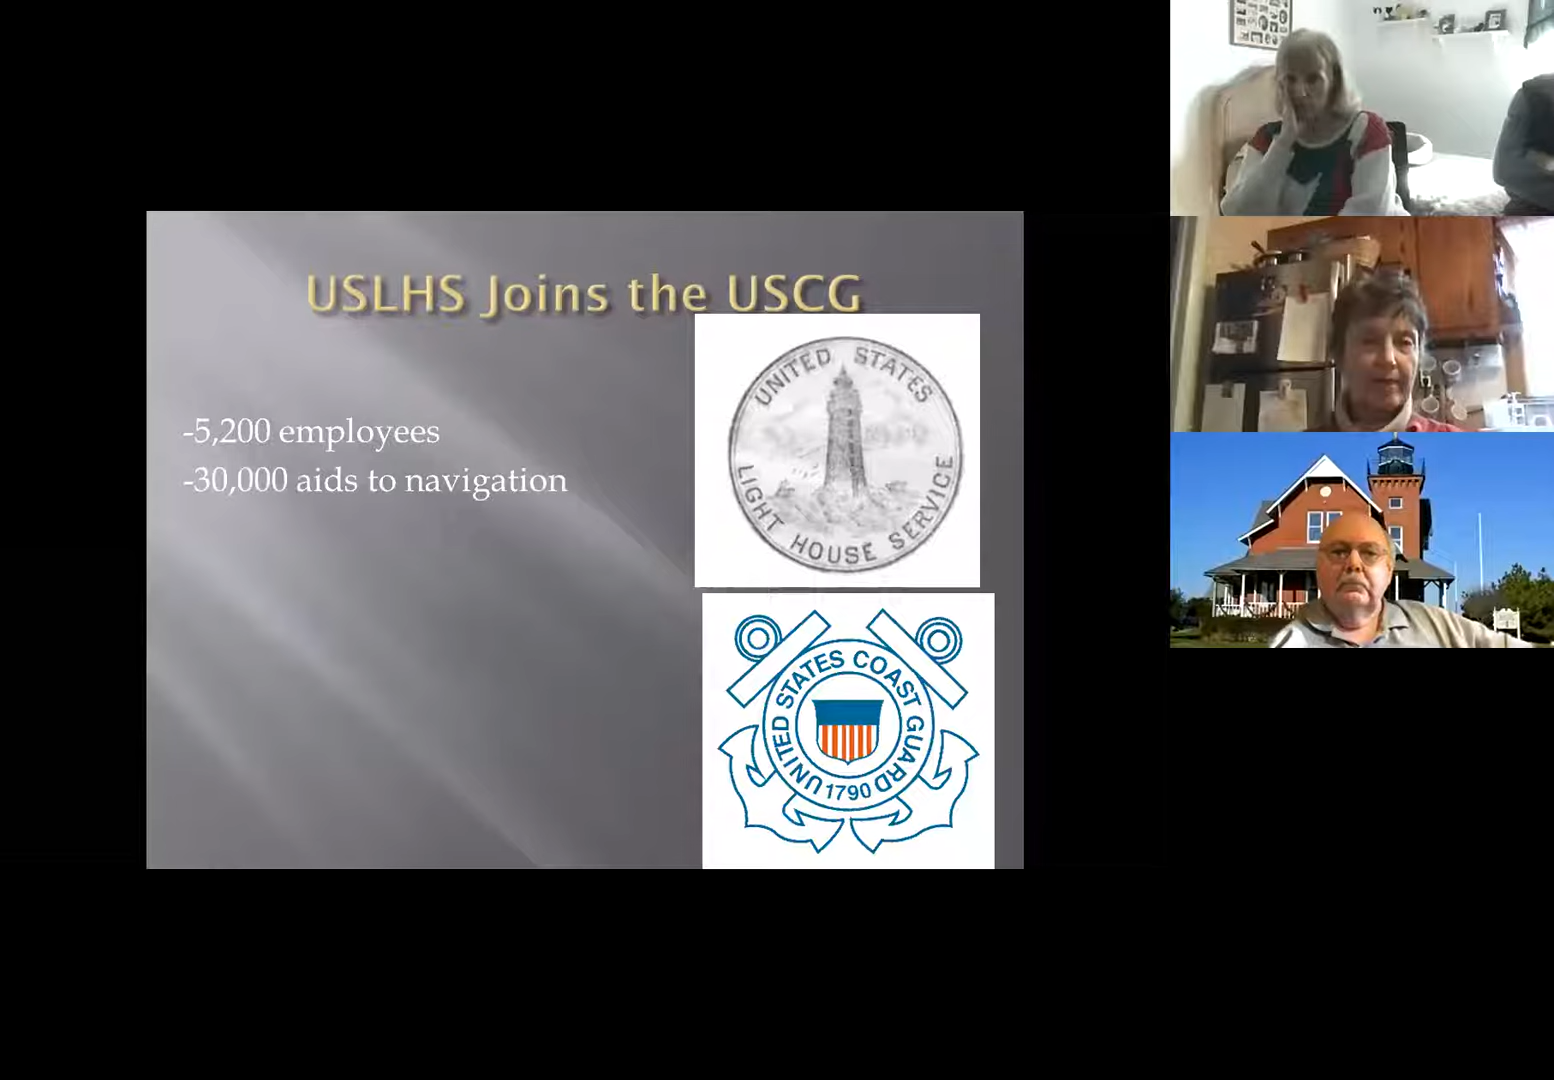 USLHS Joins the USCG
-5,200 employees
-30,000 aids to navigation
UNITED STATES
LIGHT HOUSE SERVICE
UNITED STATES COAST GUARD
1790